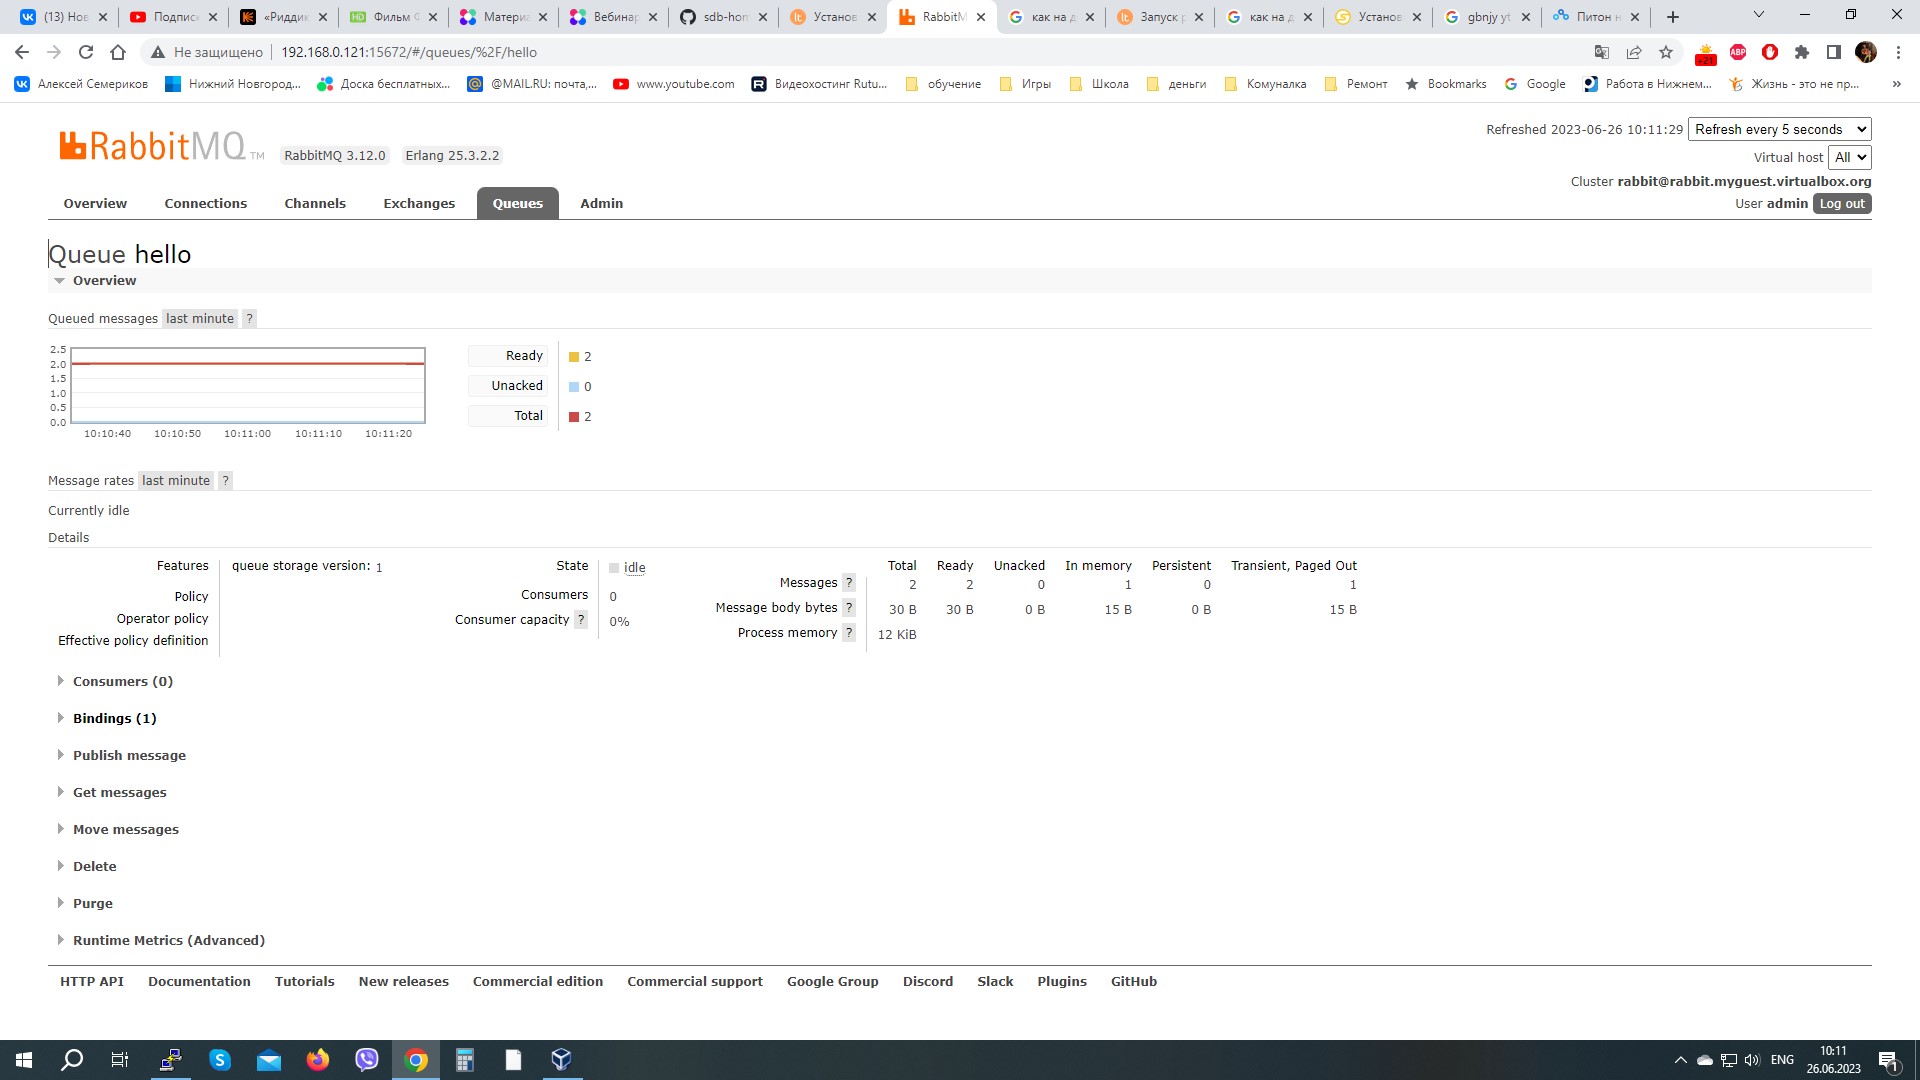 (13) Нов
Подписк
«Риддик
Фильм Ф
Материа
Вебинар
sdb-hom
Установ
RabbitM
как на д
Запуск р
как на д
Установ
gbnjy yt
Питон н
Не защищено
192.168.0.121:15672/#/queues/%2F/hello
+21
ABP
Алексей Семериков
Нижний Новгород...
Доска бесплатных...
@MAIL.RU: почта,...
www.youtube.com
Видеохостинг Rutu...
обучение
Игры
Школа
деньги
Комуналка
Ремонт
Bookmarks
Google
Работа в Нижнем...
Жизнь - это не пр...
»
RabbitMQ TM
RabbitMQ 3.12.0
Erlang 25.3.2.2
Refreshed 2023-06-26 10:11:29
Refresh every 5 seconds
Virtual host All
Cluster rabbit@rabbit.myguest.virtualbox.org
User admin Log out
Overview
Connections
Channels
Exchanges
Queues
Admin
Queue hello
Overview
Queued messages last minute ?
2.5
2.0
1.5
1.0
0.5
0.0
10:10:40 10:10:50 10:11:00 10:11:10 10:11:20
Ready 2
Unacked 0
Total 2
Message rates last minute ?
Currently idle
Details
Features queue storage version: 1
Policy
Operator policy
Effective policy definition
State idle
Consumers 0
Consumer capacity ? 0%
Total Ready Unacked In memory Persistent Transient, Paged Out
Messages ? 2 2 0 1 0 1
Message body bytes ? 30 B 30 B 0 B 15 B 0 B 15 B
Process memory ? 12 KiB
Consumers (0)
Bindings (1)
Publish message
Get messages
Move messages
Delete
Purge
Runtime Metrics (Advanced)
HTTP API Documentation Tutorials New releases Commercial edition Commercial support Google Group Discord Slack Plugins GitHub
ENG
10:11
26.06.2023
1